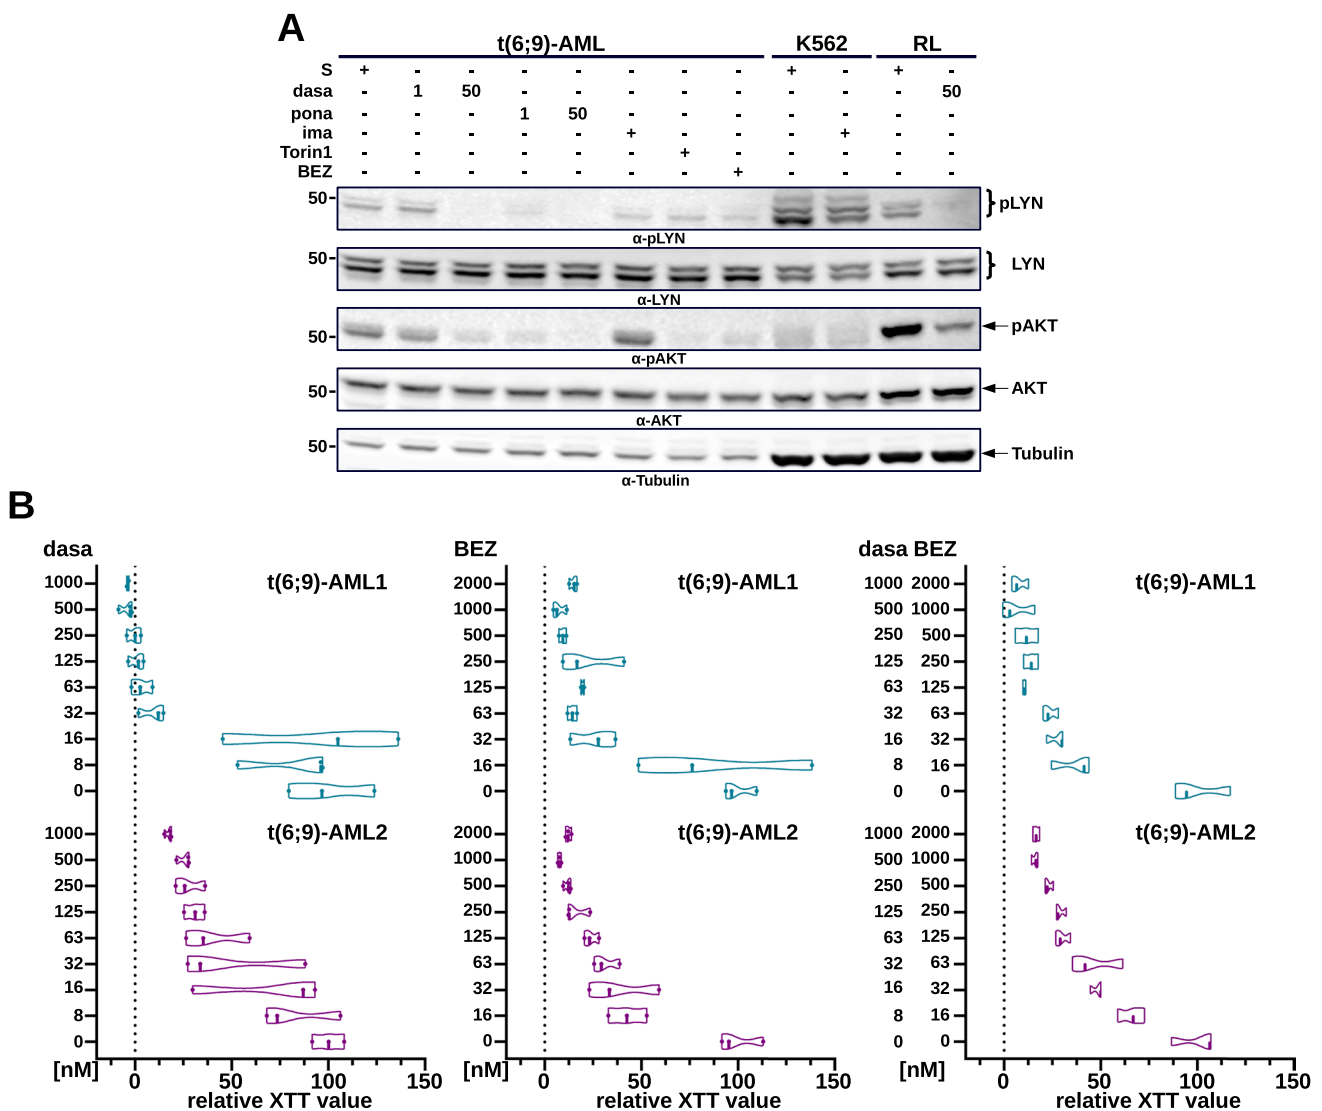 A
t(6;9)-AML K562 RL
S + - - - - - - - + - + -
dasa - 1 50 - - - - - - - - 50
pona - - - 1 50 - - - - - - -
ima - - - - - + - - - + - -
Torin1 - - - - - - + - - - - -
BEZ - - - - - - - + - - - -
50 pLYN
α-pLYN
50 LYN
α-LYN
50 pAKT
α-pAKT
50 AKT
α-AKT
50 Tubulin
α-Tubulin
B
dasa
1000 t(6;9)-AML1
500
250
125
63
32
16
8
0
t(6;9)-AML2
1000
500
250
125
63
32
16
8
0
[nM]
0 50 100 150
relative XTT value
BEZ
2000 t(6;9)-AML1
1000
500
250
125
63
32
16
0
t(6;9)-AML2
2000
1000
500
250
125
63
32
16
0
[nM]
0 50 100 150
relative XTT value
dasa BEZ
1000 2000 t(6;9)-AML1
500 1000
250 500
125 250
63 125
32 63
16 32
8 16
0 0
1000 2000 t(6;9)-AML2
500 1000
250 500
125 250
63 125
32 63
16 32
8 16
0 0
[nM]
0 50 100 150
relative XTT value